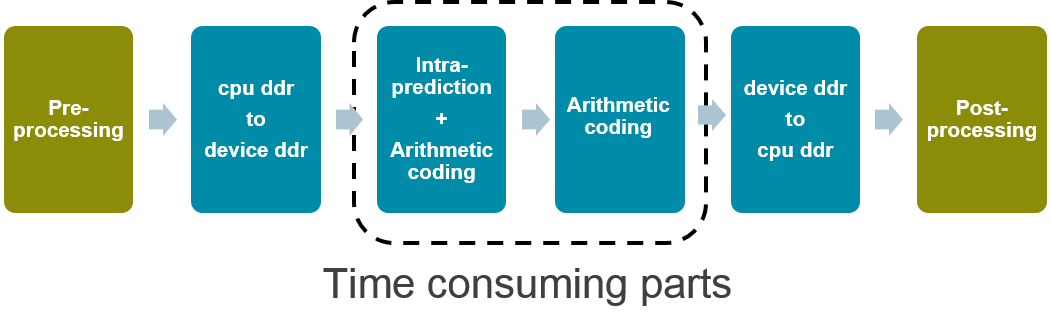 Pre-
processing
cpu ddr
to
device ddr
Intra-
prediction
+
Arithmetic
coding
Arithmetic
coding
device ddr
to
cpu ddr
Post-
processing
Time consuming parts